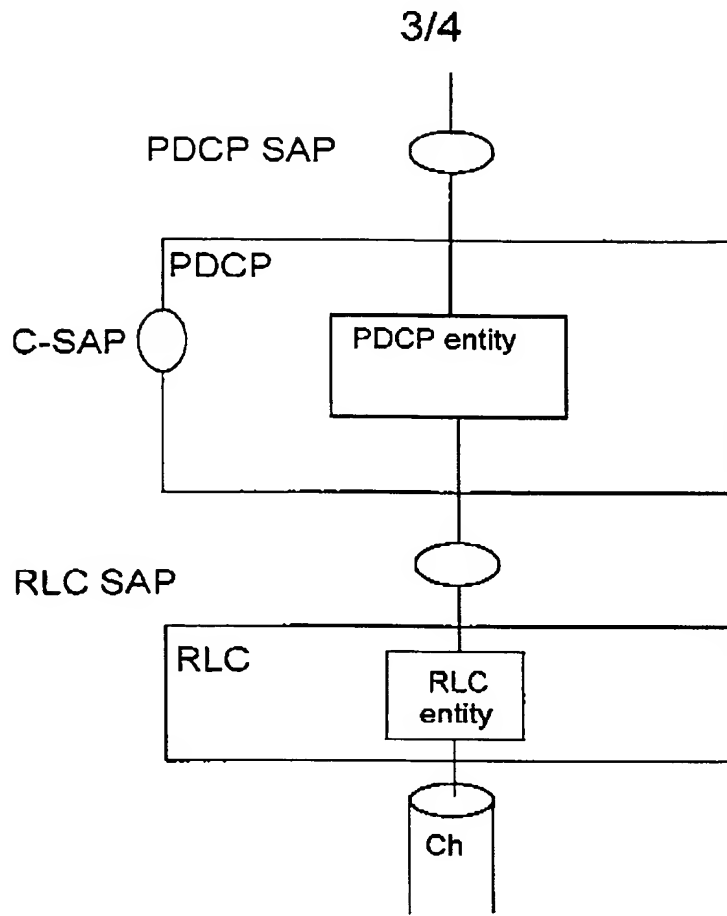 3/4
PDCP SAP
PDCP
C-SAP
PDCP entity
RLC SAP
RLC
RLC
entity
Ch